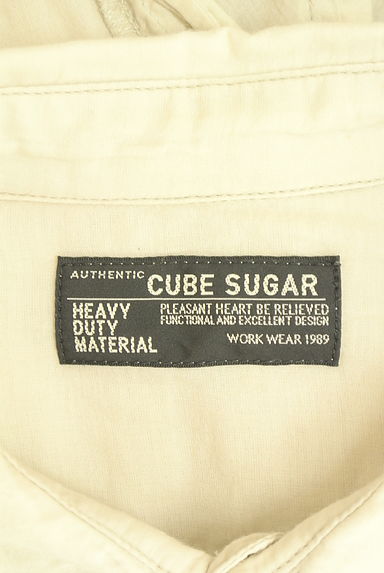 AUTHENTIC CUBE SUGAR
HEAVY
DUTY
MATERIAL
PLEASANT HEART BE RELIEVED
FUNCTIONAL AND EXCELLENT DESIGN
WORK WEAR 1989